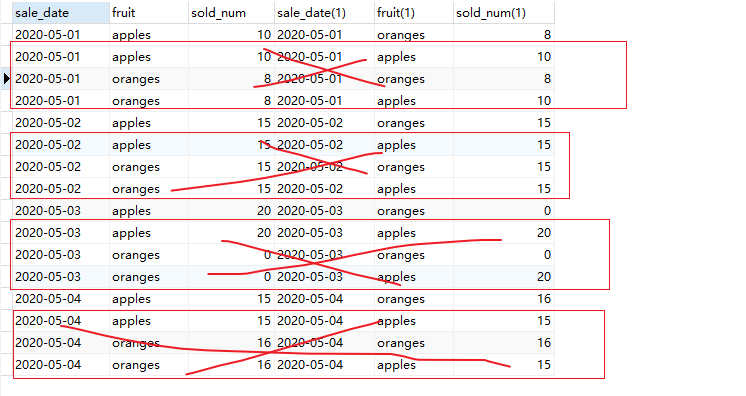 sale_date fruit sold_num sale_date(1) fruit(1) sold_num(1)
2020-05-01 apples 10 2020-05-01 oranges 8
2020-05-01 apples 10 2020-05-01 apples 10
2020-05-01 oranges 8 2020-05-01 oranges 8
2020-05-01 oranges 8 2020-05-01 apples 10
2020-05-02 apples 15 2020-05-02 oranges 15
2020-05-02 apples 15 2020-05-02 apples 15
2020-05-02 oranges 15 2020-05-02 oranges 15
2020-05-02 oranges 15 2020-05-02 apples 15
2020-05-03 apples 20 2020-05-03 oranges 0
2020-05-03 apples 20 2020-05-03 apples 20
2020-05-03 oranges 0 2020-05-03 oranges 0
2020-05-03 oranges 0 2020-05-03 apples 20
2020-05-04 apples 15 2020-05-04 oranges 16
2020-05-04 apples 15 2020-05-04 apples 15
2020-05-04 oranges 16 2020-05-04 oranges 16
2020-05-04 oranges 16 2020-05-04 apples 15